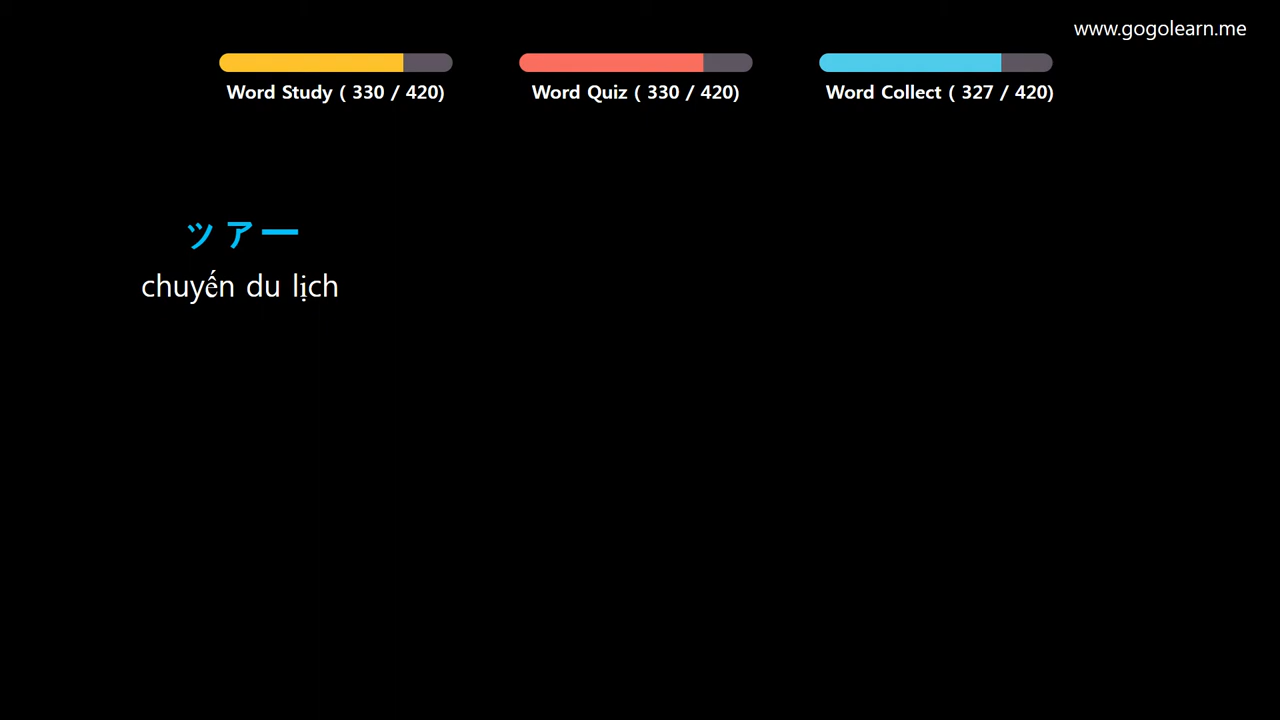 www.gogolearn.me
Word Study ( 330 / 420)
Word Quiz ( 330 / 420)
Word Collect ( 327 / 420)
ツアー
chuyến du lịch